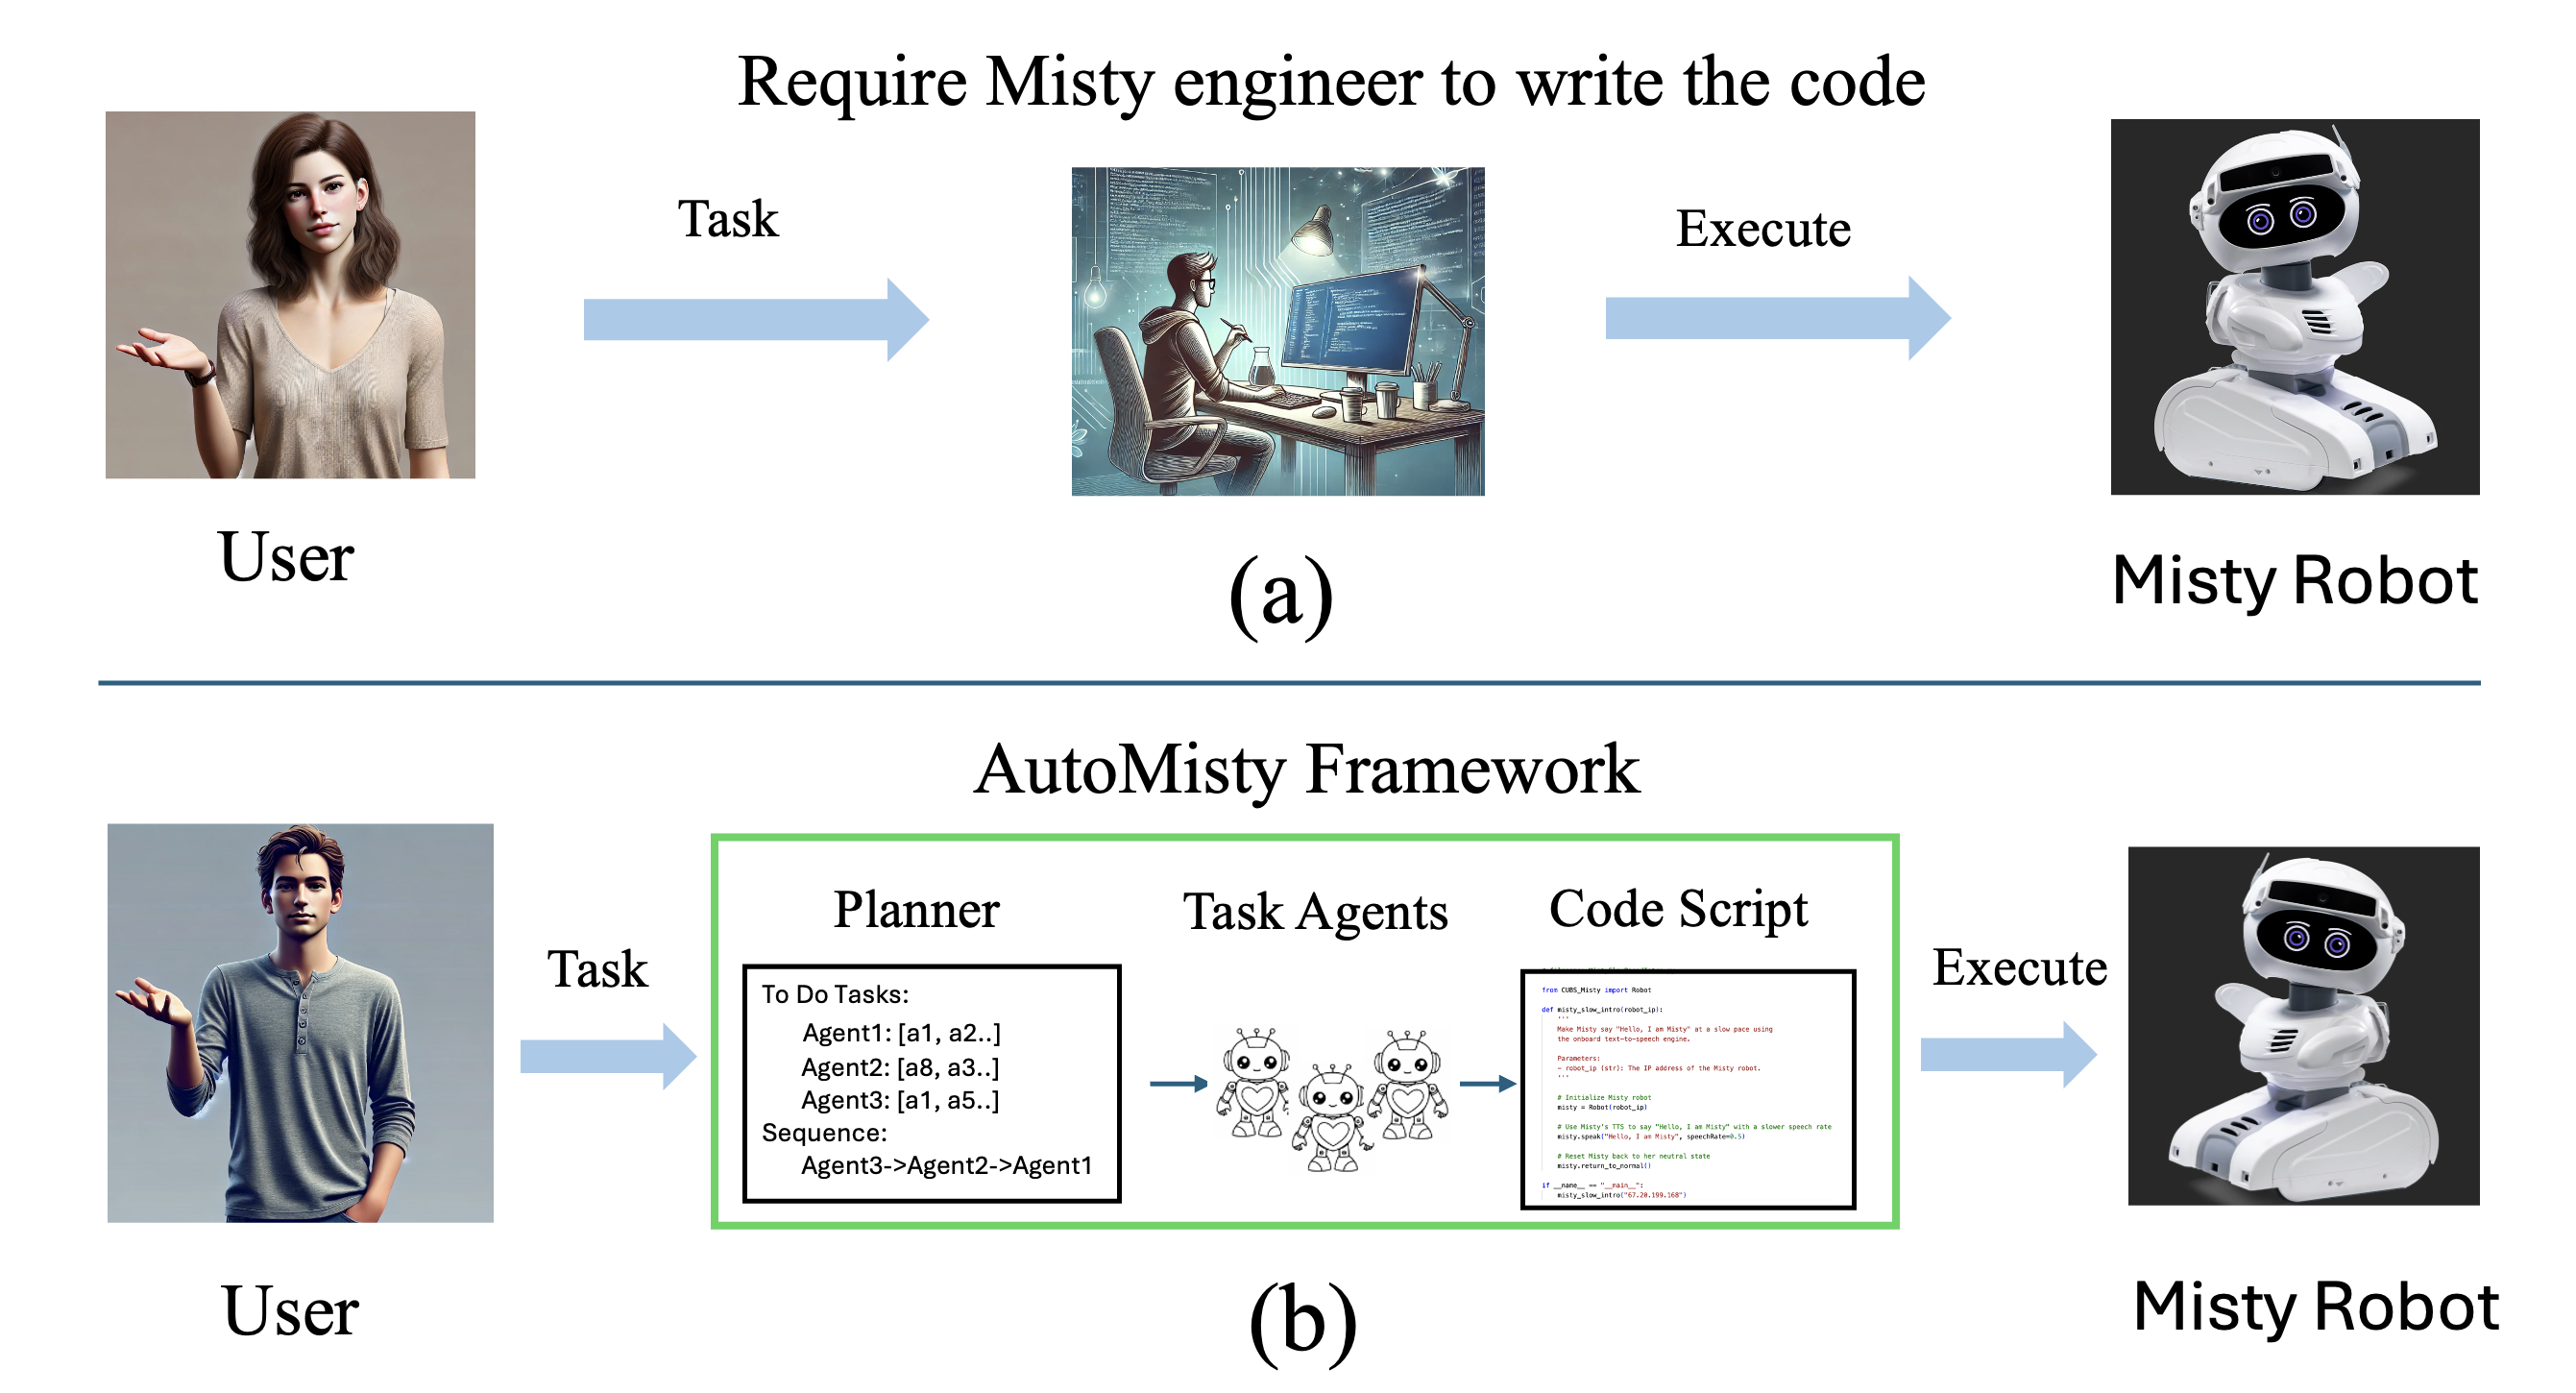 Require Misty engineer to write the code
Task
Execute
User
(a)
Misty Robot
AutoMisty Framework
Planner
Task Agents
Code Script
Task
Execute
To Do Tasks:
Agent1: [a1, a2..]
Agent2: [a8, a3..]
Agent3: [a1, a5..]
Sequence:
Agent3->Agent2->Agent1
from CUBS_Misty import Robot
def misty_slow_intro(robot_ip):
'''
Make Misty say "Hello, I am Misty" at a slow pace using
the onboard text-to-speech engine.
Parameters:
- robot_ip (str): The IP address of the Misty robot.
'''
# Initialize Misty robot
misty = Robot(robot_ip)
# Use Misty's TTS to say "Hello, I am Misty" with a slower speech rate
misty.speak("Hello, I am Misty", speechRate=0.5)
# Reset Misty back to her neutral state
misty.return_to_normal()
if __name__ == "__main__":
misty_slow_intro("67.20.199.168")
User
(b)
Misty Robot